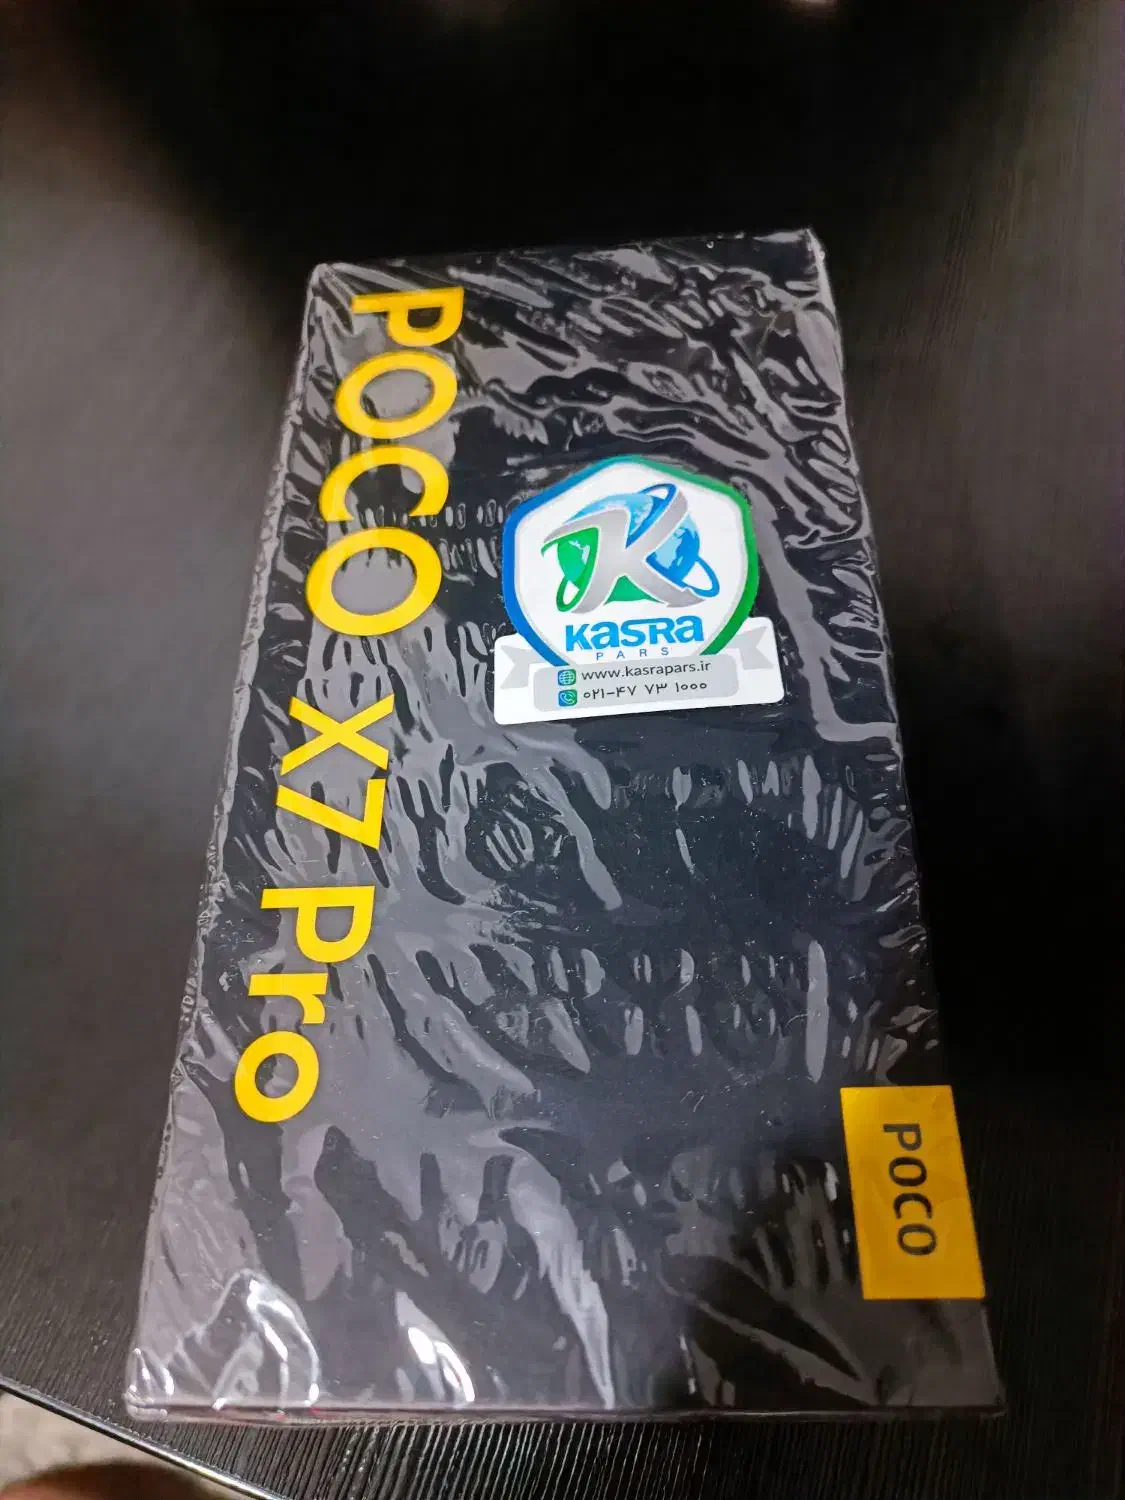 POCO X7 Pro
KASRA
PARS
www.kasrapars.ir
۰۲۱-۴۷ ۷۳ ۱۰۰۰
POCO